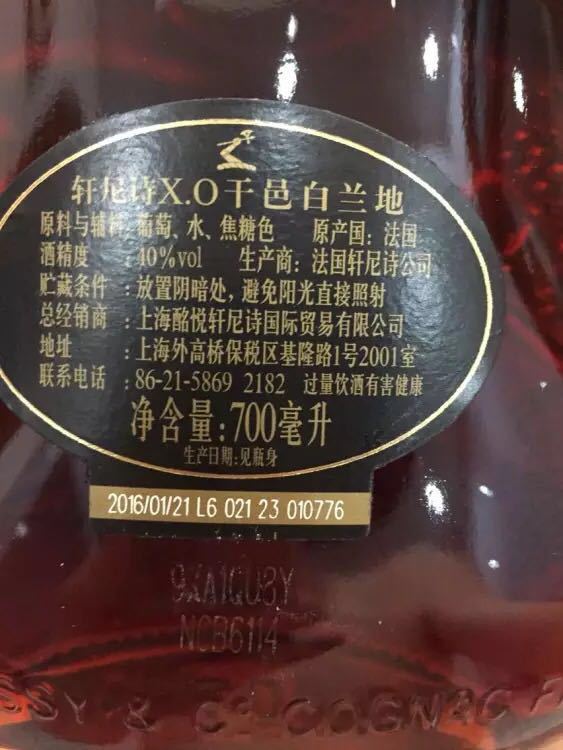 轩尼诗X.O干邑白兰地
原料与辅料:葡萄、水、焦糖色 原产国:法国
酒精度 :40%vol 生产商:法国轩尼诗公司
贮藏条件:放置阴暗处,避免阳光直接照射
总经销商:上海酩悦轩尼诗国际贸易有限公司
地址 :上海外高桥保税区基隆路1号2001室
联系电话:86-21-5869 2182 过量饮酒有害健康
净含量:700毫升
生产日期:见瓶身
2016/01/21 L6 021 23 010776
NCB6114
SSY & Co COGNAC